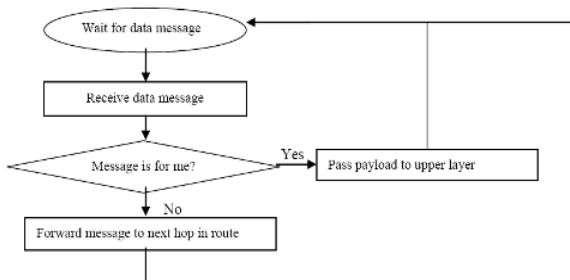 Wait for data message
Receive data message
Message is for me?
Yes
Pass payload to upper layer
No
Forward message to next hop in route